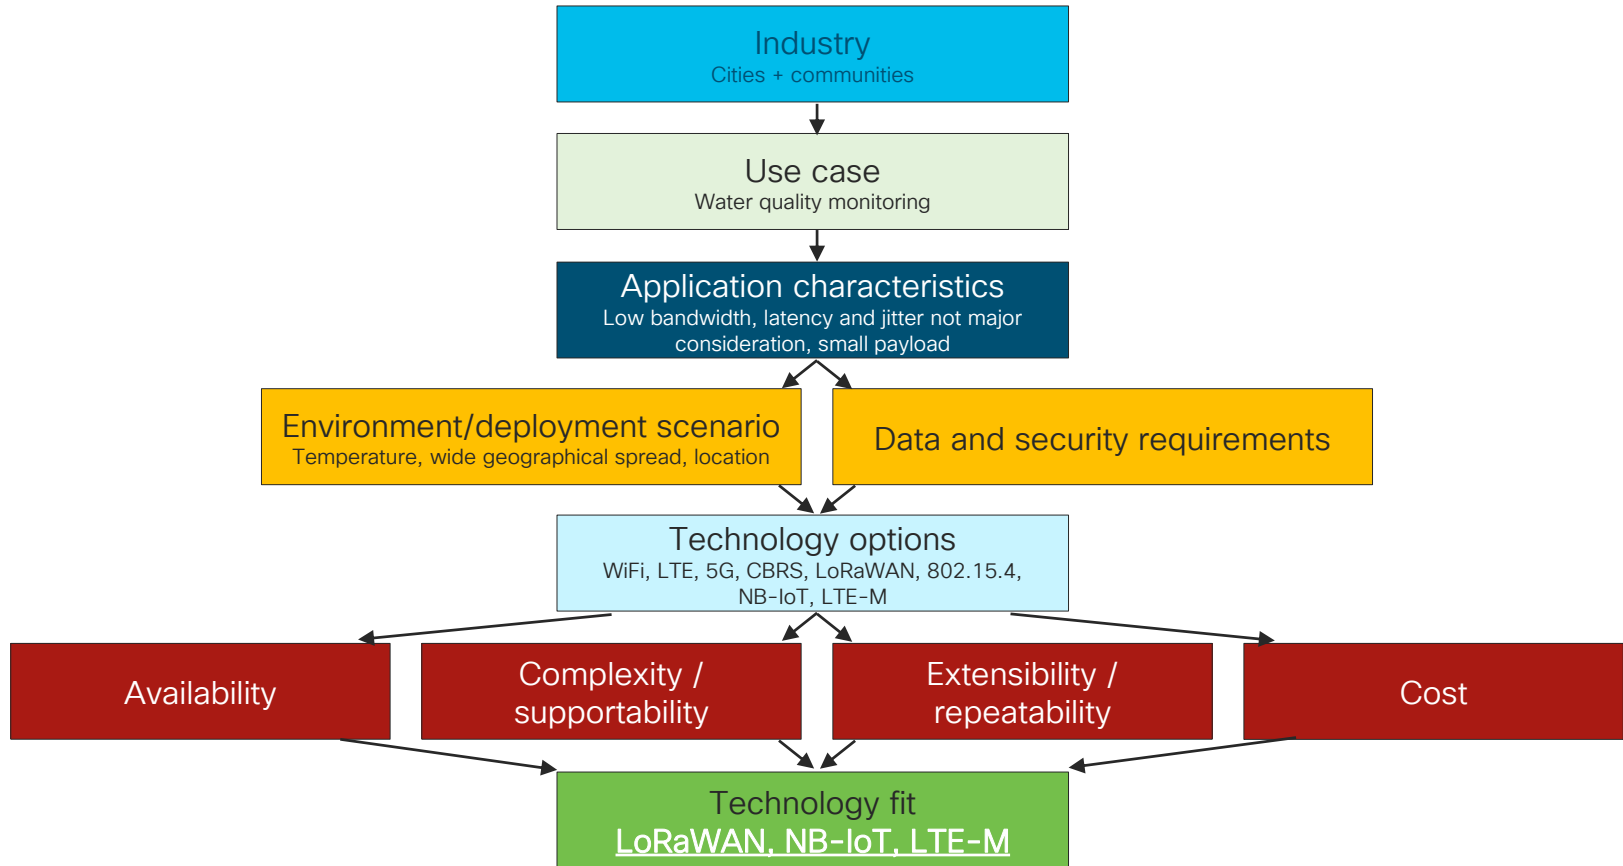 Industry
Cities + communities
Use case
Water quality monitoring
Application characteristics
Low bandwidth, latency and jitter not major
consideration, small payload
Environment/deployment scenario
Temperature, wide geographical spread, location
Data and security requirements
Technology options
WiFi, LTE, 5G, CBRS, LoRaWAN, 802.15.4,
NB-IoT, LTE-M
Availability
Complexity /
supportability
Extensibility /
repeatability
Cost
Technology fit
LoRaWAN, NB-IoT, LTE-M